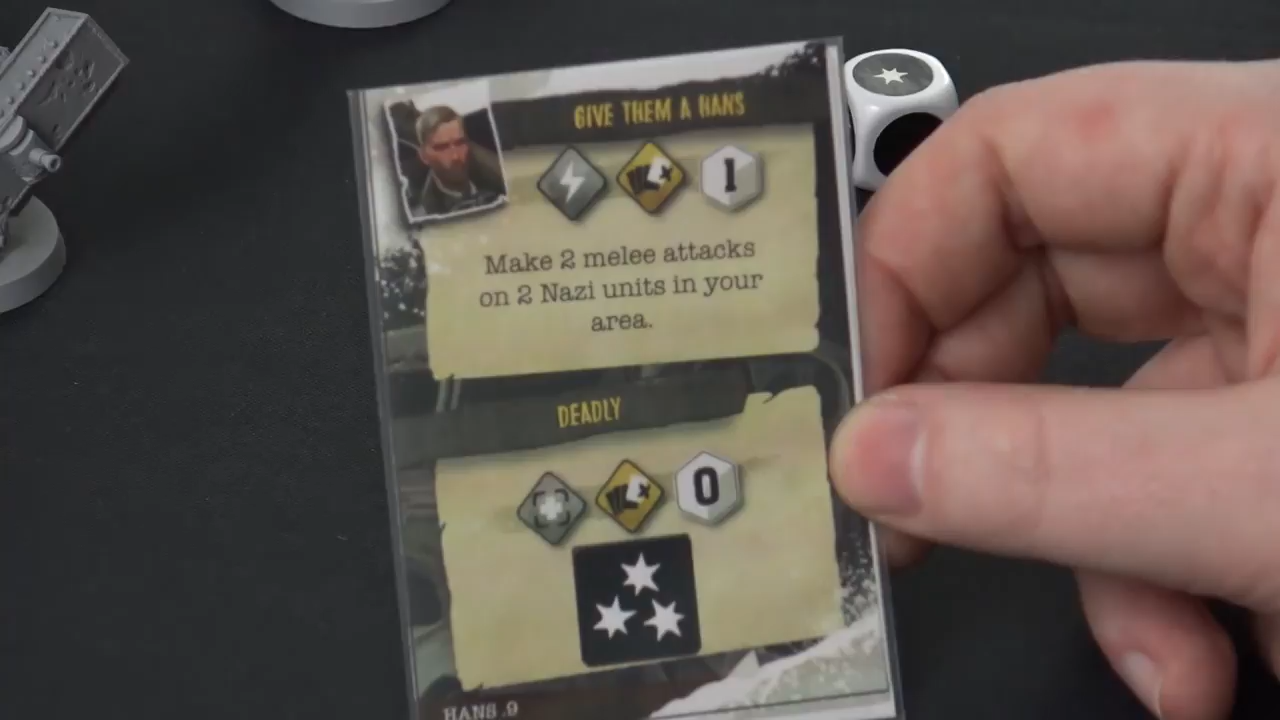 GIVE THEM A HANS
1
Make 2 melee attacks
on 2 Nazi units in your
area.
DEADLY
0
HANS .9